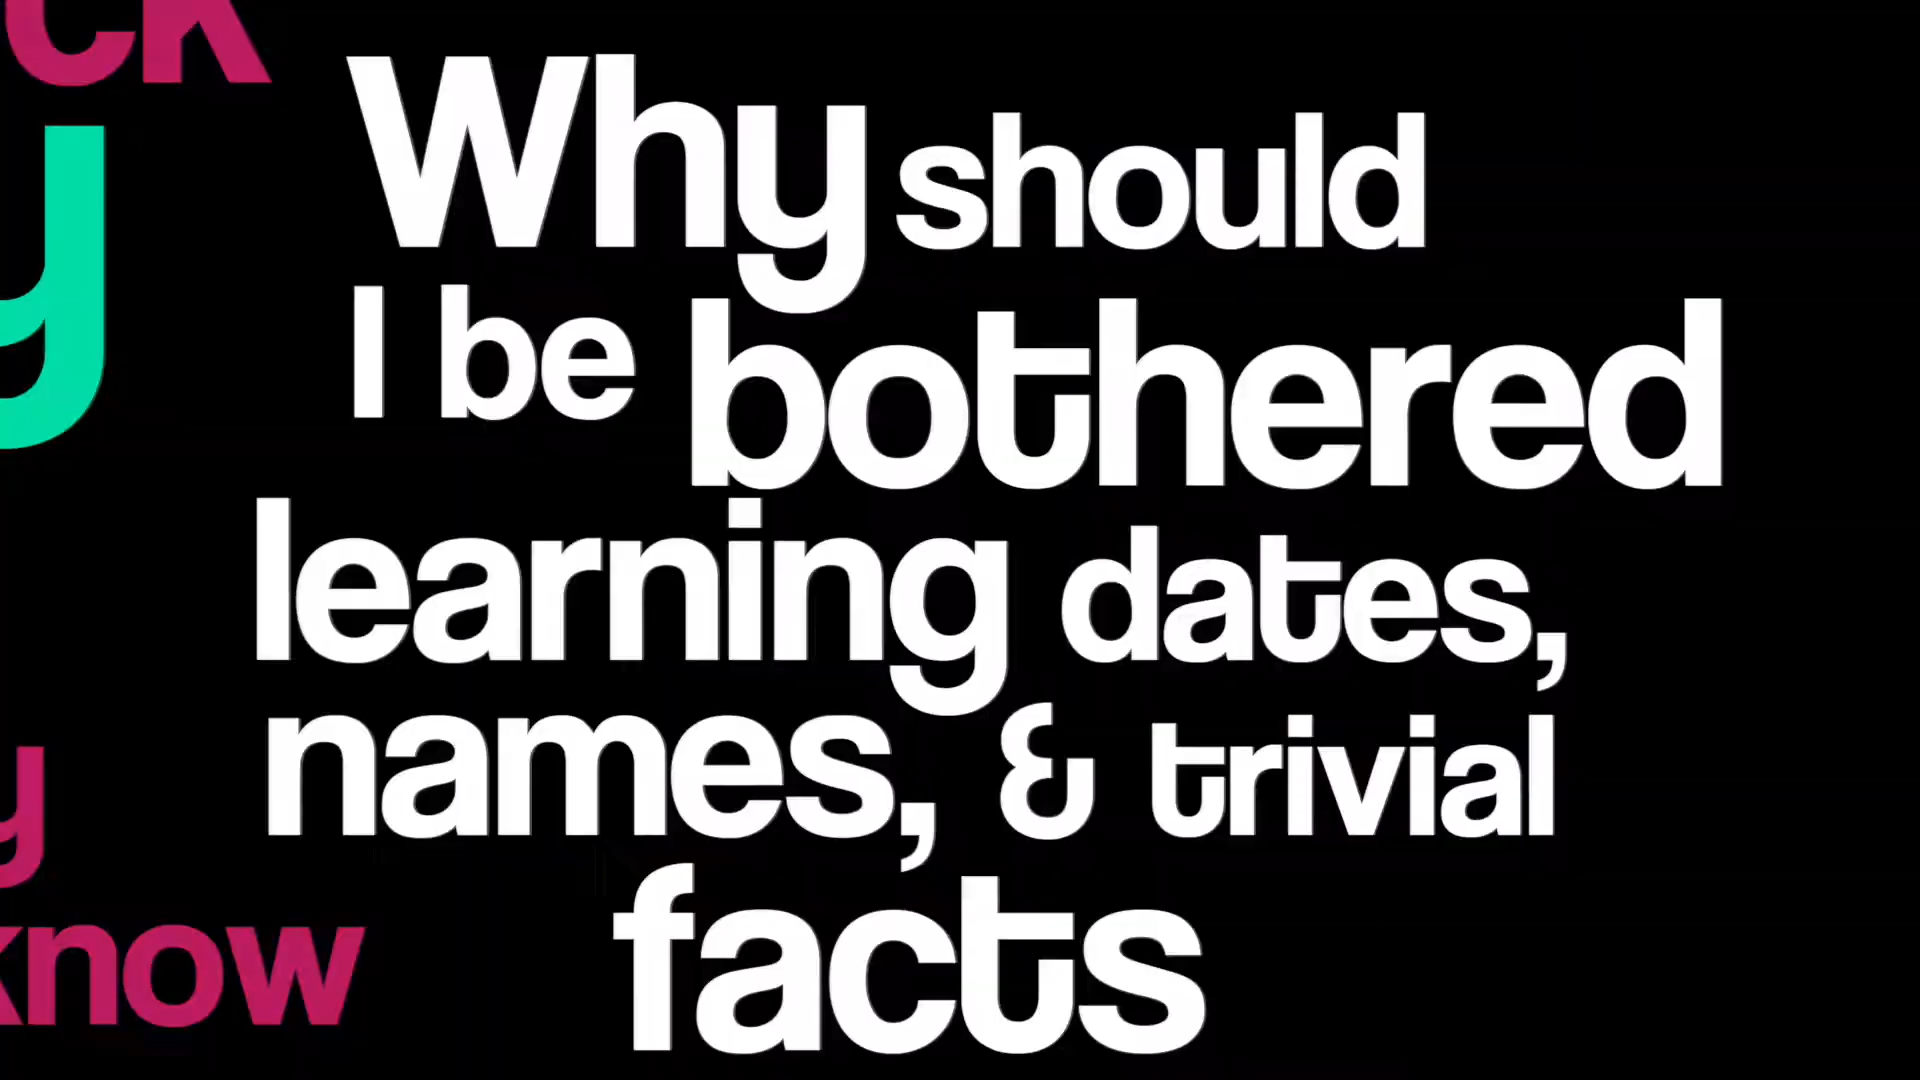 Why should
I be bothered
learning dates,
names, & trivial
facts
know